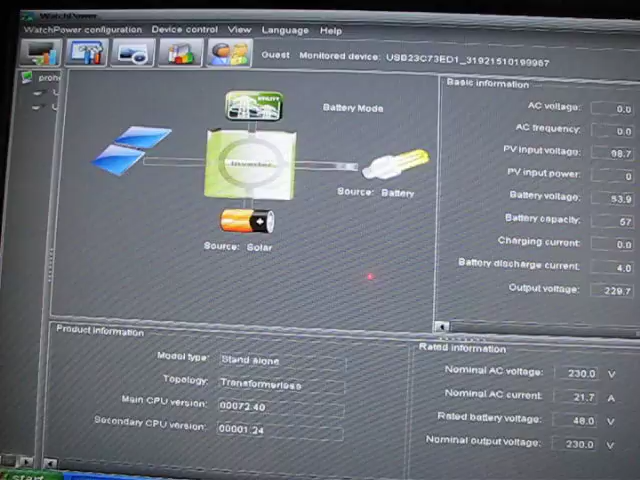 WatchPower
WatchPower configuration Device control View Language Help
Guest Monitored device: USB23C73ED1_31921510199967
Basic information
UTILITY
Battery Mode
Inverter
Source: Battery
Source: Solar
AC voltage: 0.0
AC frequency: 0.0
PV input voltage: 98.7
PV input power: 0
Battery voltage: 53.9
Battery capacity: 57
Charging current: 0.0
Battery discharge current: 4.0
Output voltage: 229.7
Product information
Model type: Stand alone
Topology: Transformerless
Main CPU version: 00072.40
Secondary CPU version: 00001.24
Rated information
Nominal AC voltage: 230.0 V
Nominal AC current: 21.7 A
Rated battery voltage: 48.0 V
Nominal output voltage: 230.0 V
start